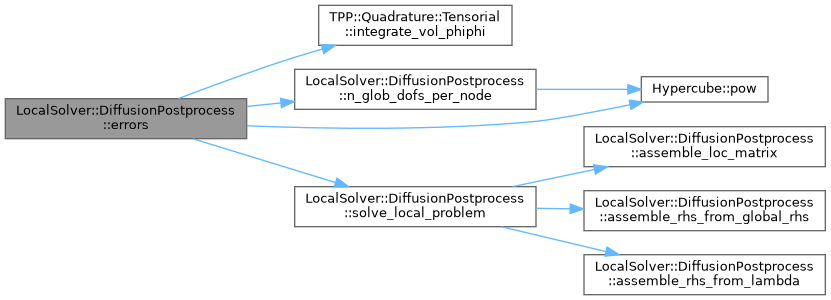 LocalSolver::DiffusionPostprocess
::errors
TPP::Quadrature::Tensorial
::integrate_vol_phiphi
LocalSolver::DiffusionPostprocess
::n_glob_dofs_per_node
Hypercube::pow
LocalSolver::DiffusionPostprocess
::solve_local_problem
LocalSolver::DiffusionPostprocess
::assemble_loc_matrix
LocalSolver::DiffusionPostprocess
::assemble_rhs_from_global_rhs
LocalSolver::DiffusionPostprocess
::assemble_rhs_from_lambda